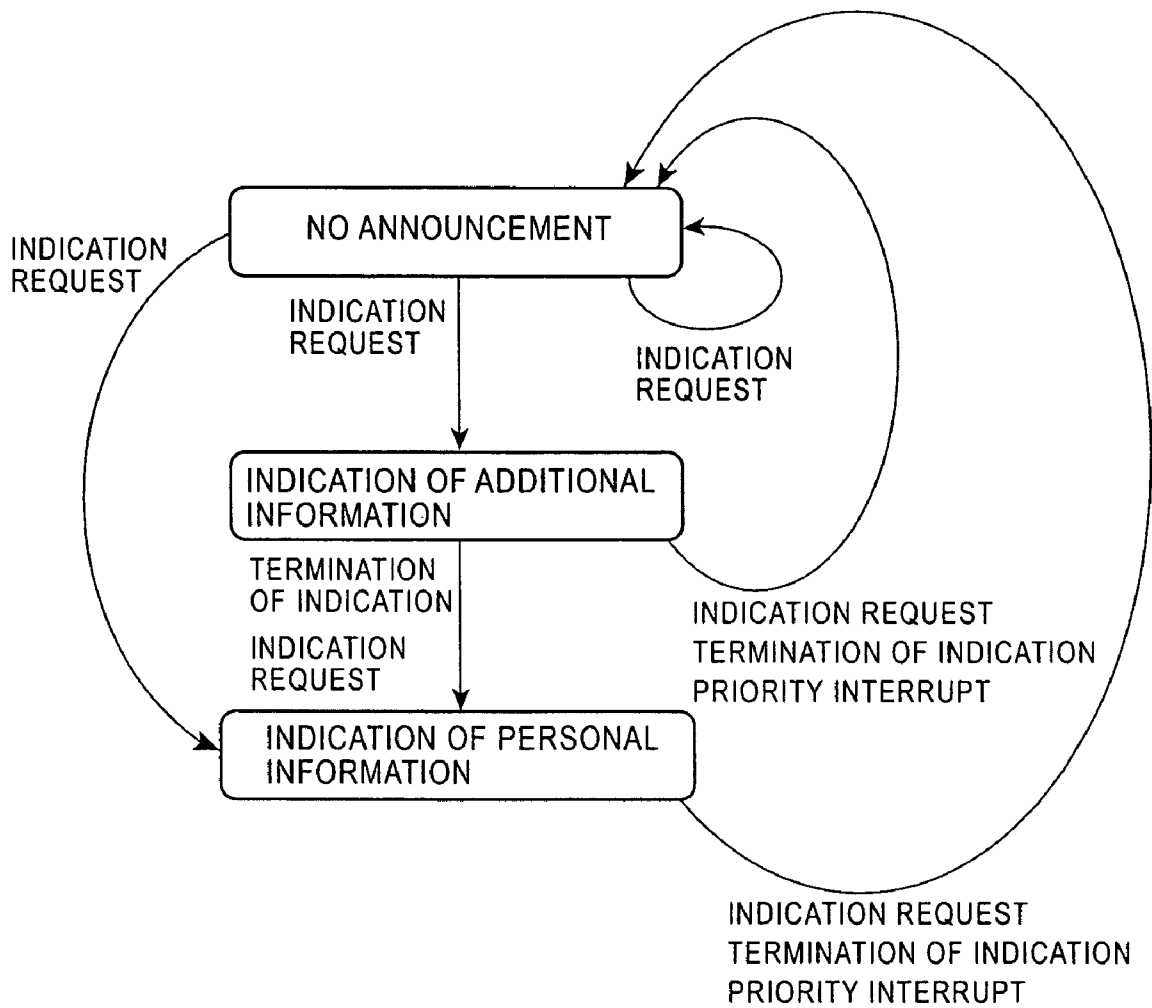 NO ANNOUNCEMENT
INDICATION
REQUEST
INDICATION
REQUEST
INDICATION
REQUEST
INDICATION OF ADDITIONAL
INFORMATION
TERMINATION
OF INDICATION
INDICATION
REQUEST
INDICATION REQUEST
TERMINATION OF INDICATION
PRIORITY INTERRUPT
INDICATION OF PERSONAL
INFORMATION
INDICATION REQUEST
TERMINATION OF INDICATION
PRIORITY INTERRUPT